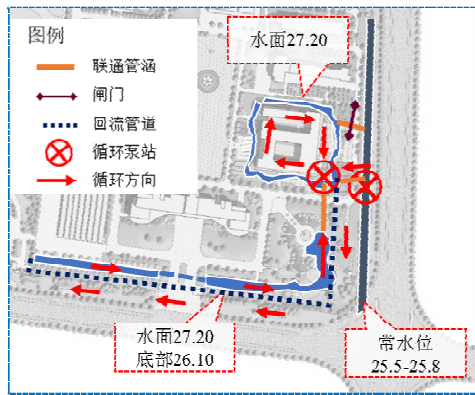 图例
联通管涵
闸门
回流管道
循环泵站
循环方向
水面27.20
水面27.20
底部26.10
常水位
25.5-25.8